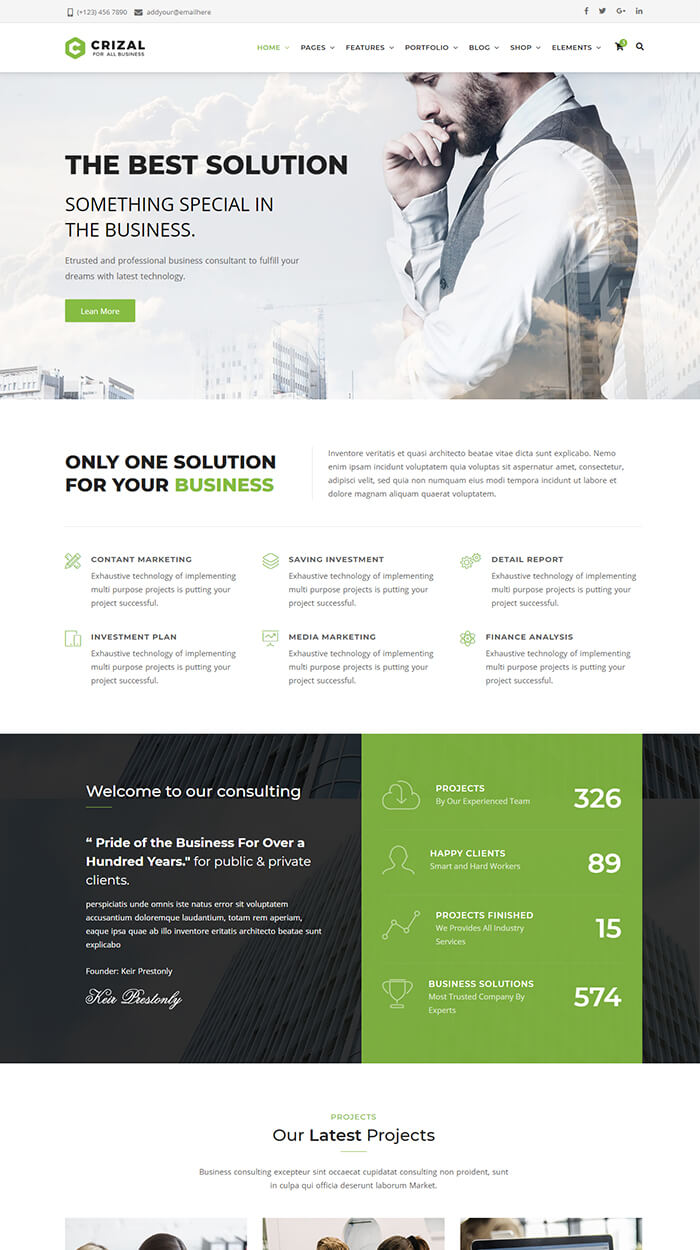 (+123) 456 7890 addyour@emailhere
CRIZAL
FOR ALL BUSINESS
HOME PAGES FEATURES PORTFOLIO BLOG SHOP ELEMENTS
THE BEST SOLUTION
SOMETHING SPECIAL IN
THE BUSINESS.
Etrusted and professional business consultant to fulfill your
dreams with latest technology.
Lean More
ONLY ONE SOLUTION
FOR YOUR BUSINESS
Inventore veritatis et quasi architecto beatae vitae dicta sunt explicabo. Nemo
enim ipsam incidunt voluptatem quia voluptas sit aspernatur amet, consectetur,
adipisci velit, sed quia non numquam eius modi tempora incidunt ut labore et
dolore magnam aliquam quaerat voluptatem.
CONTANT MARKETING
Exhaustive technology of implementing
multi purpose projects is putting your
project successful.
SAVING INVESTMENT
Exhaustive technology of implementing
multi purpose projects is putting your
project successful.
DETAIL REPORT
Exhaustive technology of implementing
multi purpose projects is putting your
project successful.
INVESTMENT PLAN
Exhaustive technology of implementing
multi purpose projects is putting your
project successful.
MEDIA MARKETING
Exhaustive technology of implementing
multi purpose projects is putting your
project successful.
FINANCE ANALYSIS
Exhaustive technology of implementing
multi purpose projects is putting your
project successful.
Welcome to our consulting
“ Pride of the Business For Over a
Hundred Years." for public & private
clients.
perspiciatis unde omnis iste natus error sit voluptatem
accusantium doloremque laudantium, totam rem aperiam,
eaque ipsa quae ab illo inventore eritatis architecto beatae sunt
explicabo
Founder: Keir Prestonly
Keir Prestonly
PROJECTS
By Our Experienced Team
326
HAPPY CLIENTS
Smart and Hard Workers
89
PROJECTS FINISHED
We Provides All Industry
Services
15
BUSINESS SOLUTIONS
Most Trusted Company By
Experts
574
PROJECTS
Our Latest Projects
Business consulting excepteur sint occaecat cupidatat consulting non proident, sunt
in culpa qui officia deserunt laborum Market.